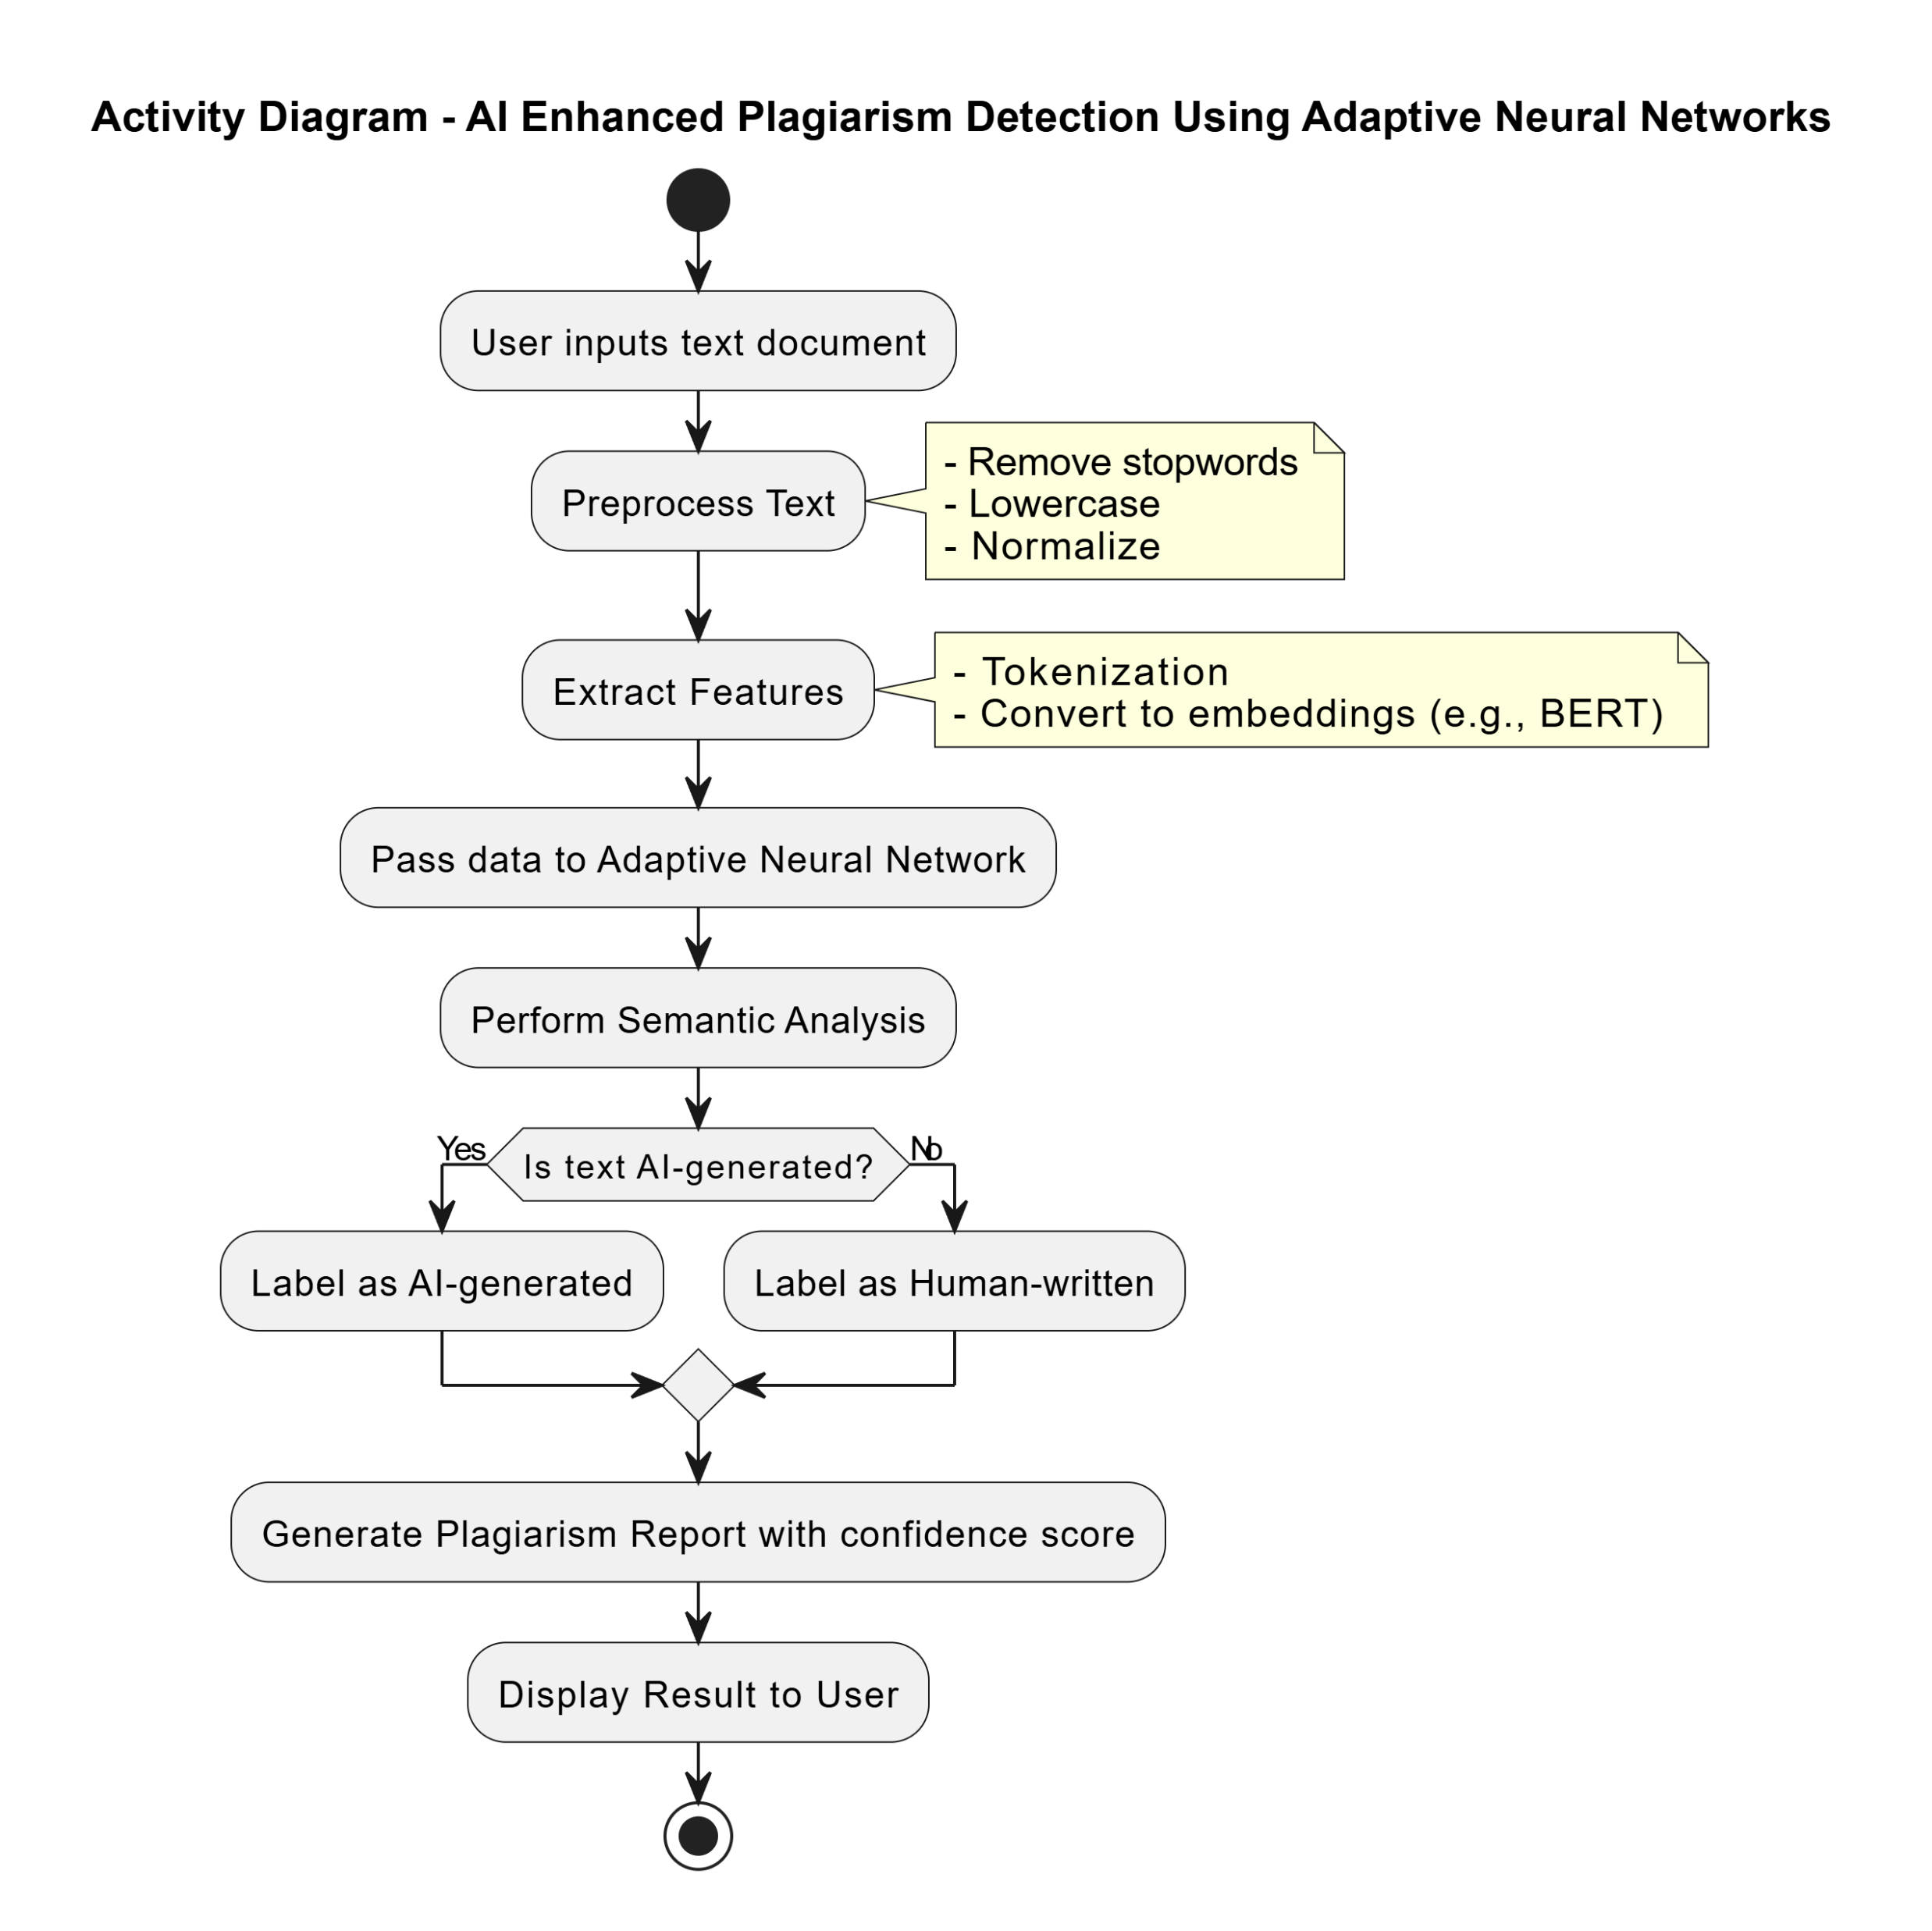 Activity Diagram - AI Enhanced Plagiarism Detection Using Adaptive Neural Networks
User inputs text document
Preprocess Text
- Remove stopwords
- Lowercase
- Normalize
Extract Features
- Tokenization
- Convert to embeddings (e.g., BERT)
Pass data to Adaptive Neural Network
Perform Semantic Analysis
Yes
Is text AI-generated?
No
Label as AI-generated
Label as Human-written
Generate Plagiarism Report with confidence score
Display Result to User